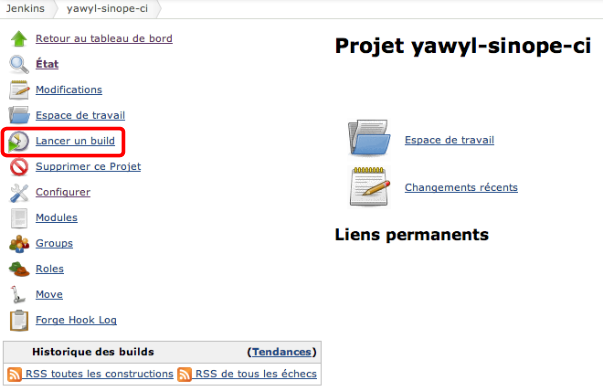 Jenkins yawyl-sinope-ci
Retour au tableau de bord
État
Modifications
Espace de travail
Lancer un build
Supprimer ce Projet
Configurer
Modules
Groups
Roles
Move
Forge Hook Log
Historique des builds (Tendances)
RSS toutes les constructions RSS de tous les échecs
Projet yawyl-sinope-ci
Espace de travail
Changements récents
Liens permanents